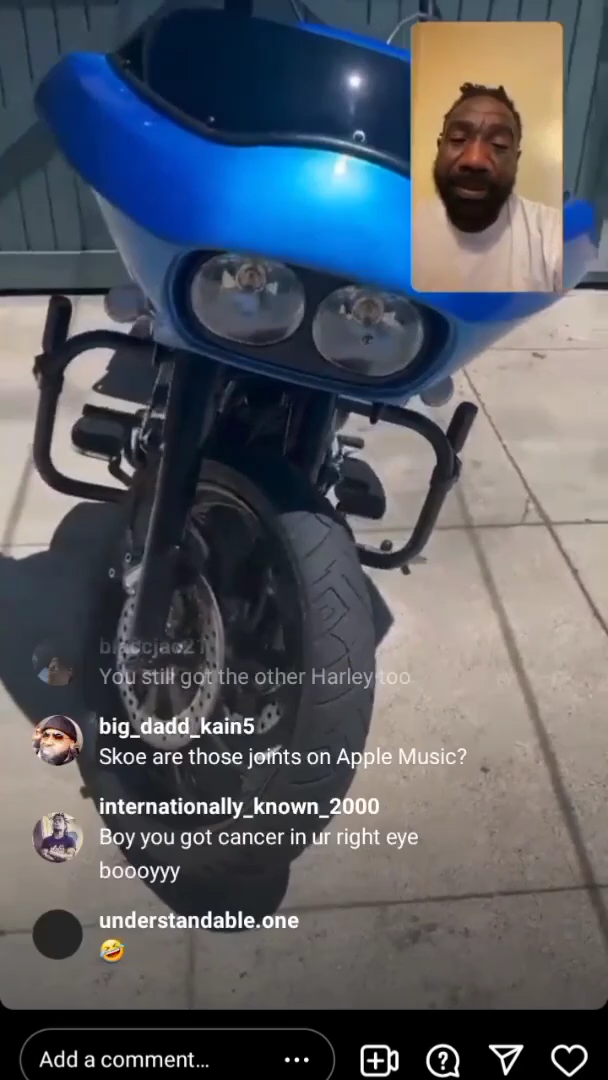 blaccjac21
You still got the other Harley too
big_dadd_kain5
Skoe are those joints on Apple Music?
internationally_known_2000
Boy you got cancer in ur right eye
boooyyy
understandable.one
🤣
Add a comment...